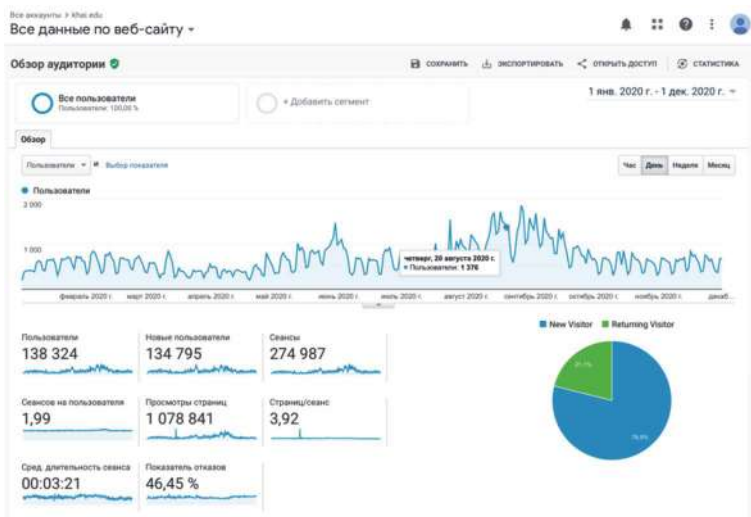 Все аккаунты > khai.edu
Все данные по веб-сайту
Обзор аудитории
СОХРАНИТЬ
ЭКСПОРТИРОВАТЬ
ОТКРЫТЬ ДОСТУП
СТАТИСТИКА
Все пользователи
Пользователи: 100,00 %
+ Добавить сегмент
1 янв. 2020 г. - 1 дек. 2020 г.
Обзор
Пользователи
и
Выбор показателя
Час
День
Неделя
Месяц
Пользователи
2 000
1 000
четверг, 20 августа 2020 г.
Пользователи: 1 376
февраль 2020 г.
март 2020 г.
апрель 2020 г.
май 2020 г.
июнь 2020 г.
июль 2020 г.
август 2020 г.
сентябрь 2020 г.
октябрь 2020 г.
ноябрь 2020 г.
декаб...
New Visitor
Returning Visitor
Пользователи
138 324
Новые пользователи
134 795
Сеансы
274 987
Сеансов на пользователя
1,99
Просмотры страниц
1 078 841
Страниц/сеанс
3,92
Сред. длительность сеанса
00:03:21
Показатель отказов
46,45 %